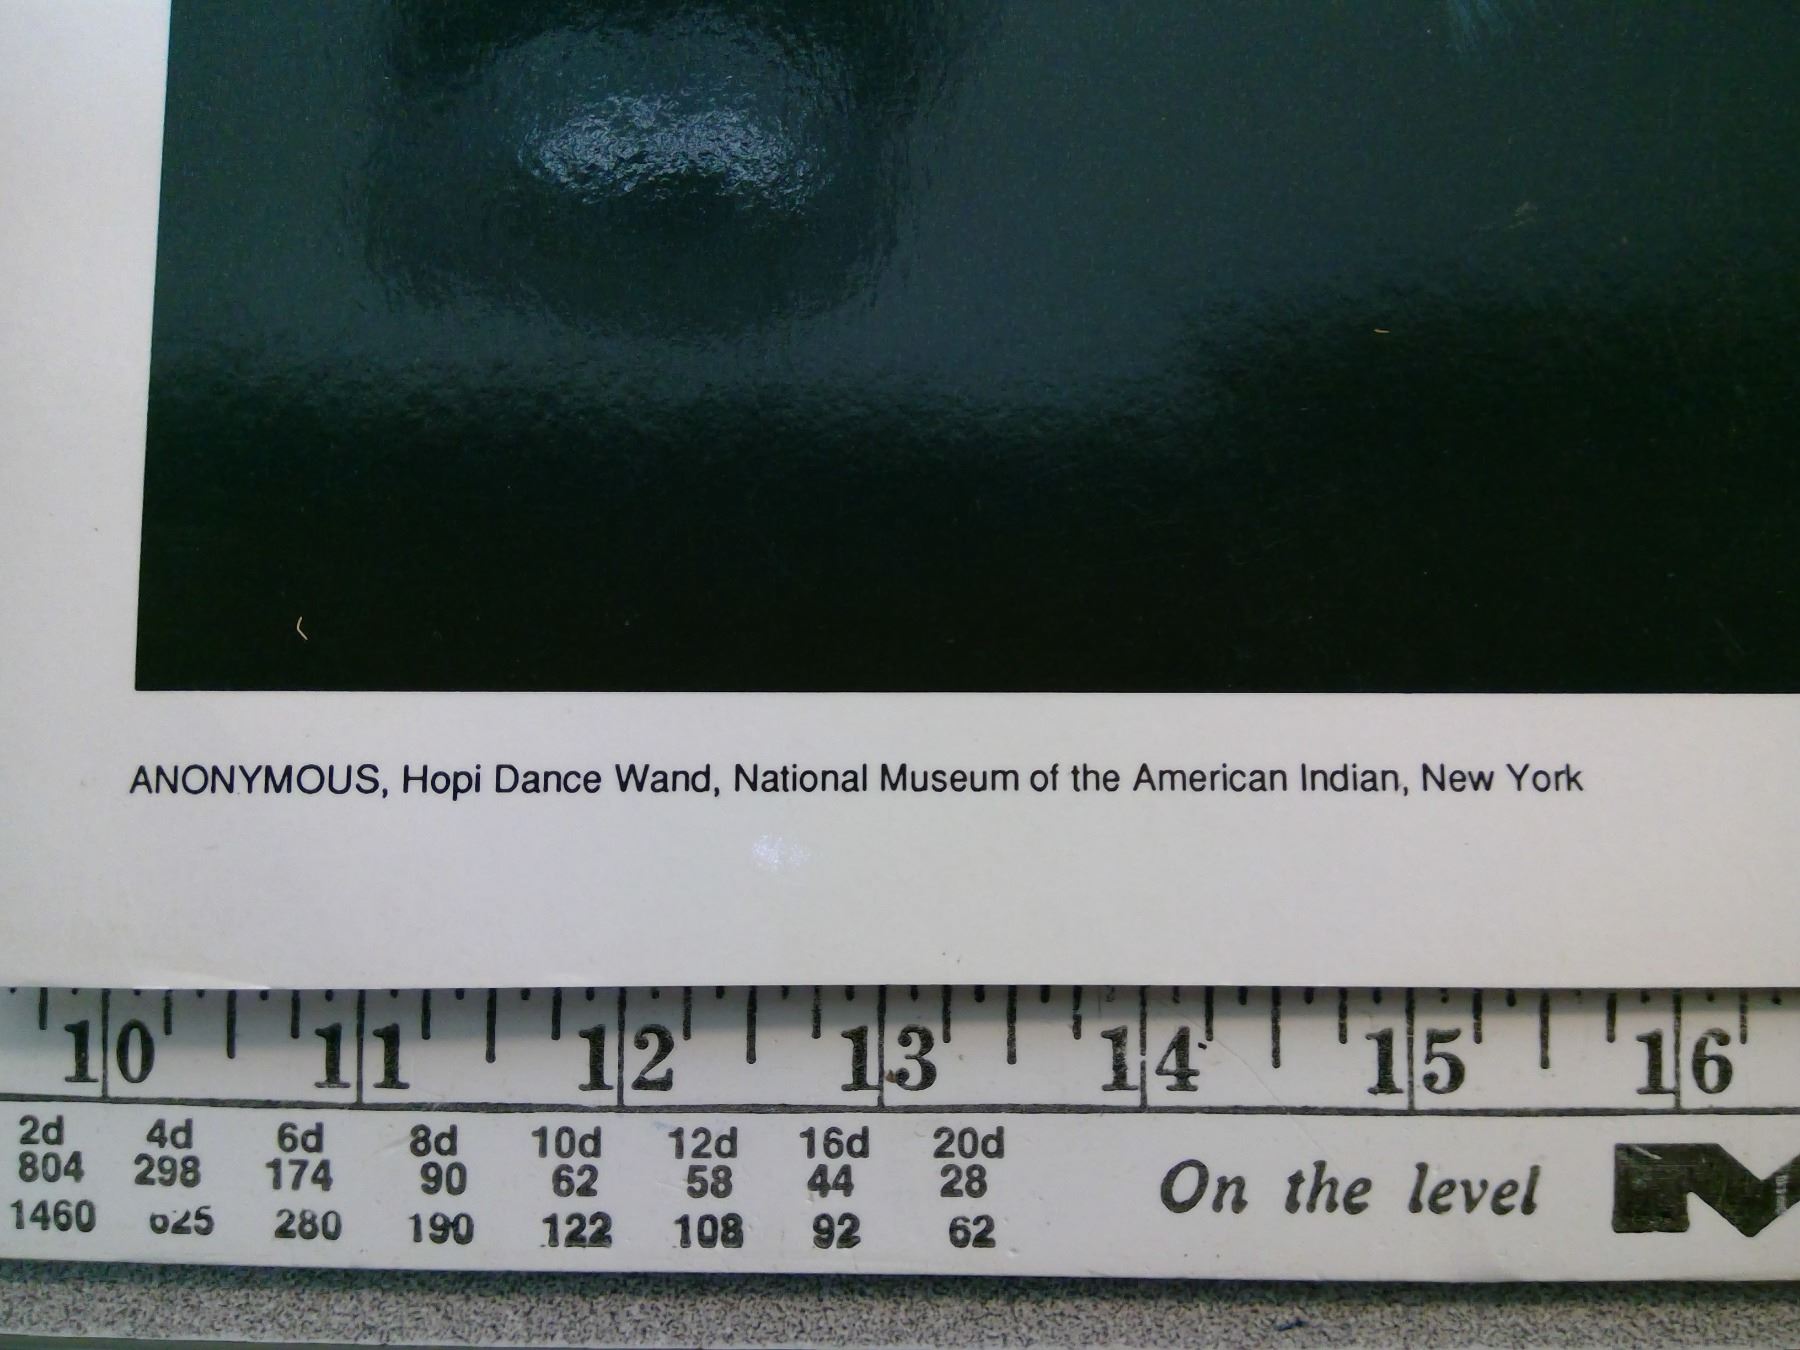 ANONYMOUS, Hopi Dance Wand, National Museum of the American Indian, New York
10 11 12 13 14 15 16
2d 4d 6d 8d 10d 12d 16d 20d
804 298 174 90 62 58 44 28
1460 625 280 190 122 108 92 62
On the level